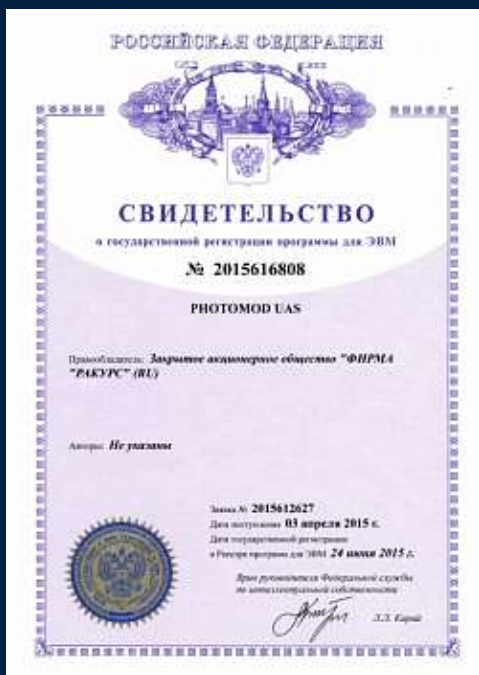 РОССИЙСКАЯ ФЕДЕРАЦИЯ
СВИДЕТЕЛЬСТВО
о государственной регистрации программы для ЭВМ
№ 2015616808
PHOTOMOD UAS
Правообладатель: Закрытое акционерное общество "ФИРМА
"РАКУРС" (RU)
Авторы: Не указаны
Заявка № 2015612627
Дата поступления 03 апреля 2015 г.
Дата государственной регистрации
в Реестре программ для ЭВМ 24 июня 2015 г.
Врио руководителя Федеральной службы
по интеллектуальной собственности
Л.Л. Кирий